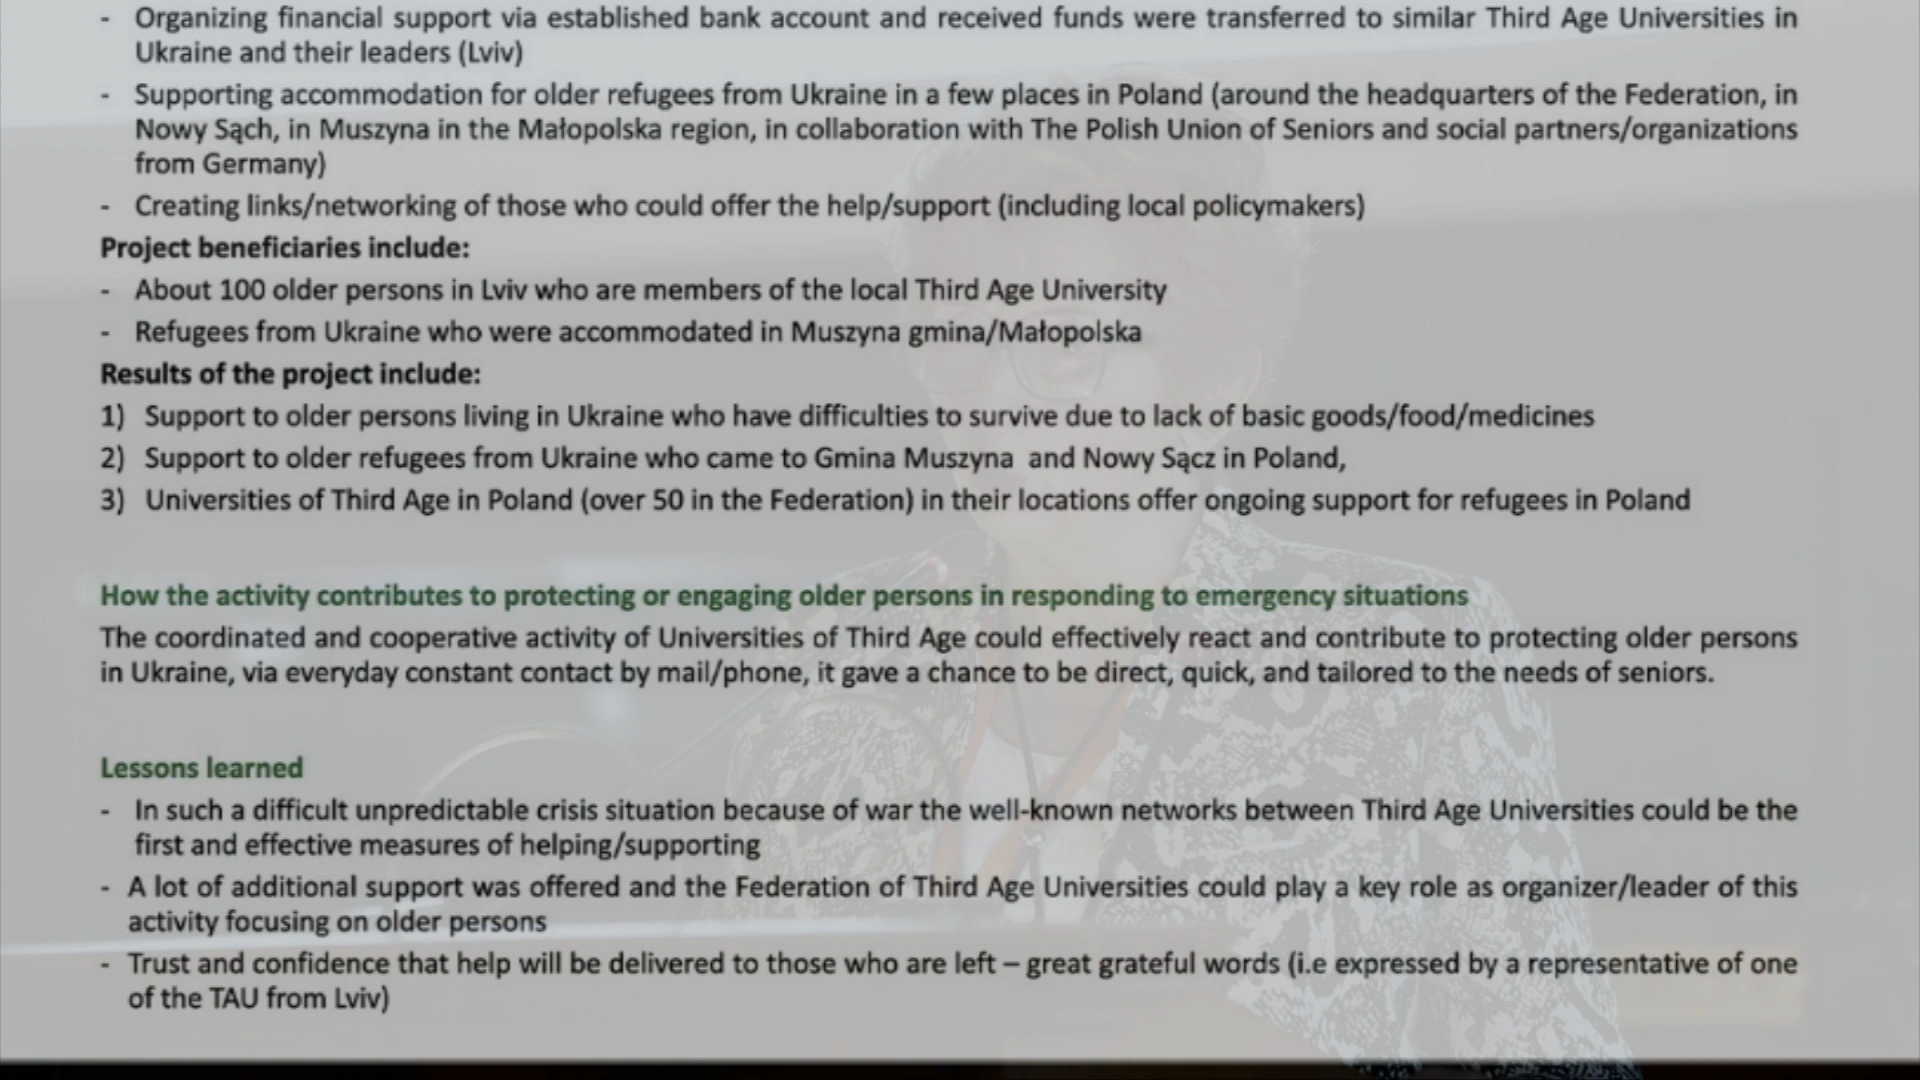 - Organizing financial support via established bank account and received funds were transferred to similar Third Age Universities in
Ukraine and their leaders (Lviv)
- Supporting accommodation for older refugees from Ukraine in a few places in Poland (around the headquarters of the Federation, in
Nowy Sąch, in Muszyna in the Małopolska region, in collaboration with The Polish Union of Seniors and social partners/organizations
from Germany)
- Creating links/networking of those who could offer the help/support (including local policymakers)
Project beneficiaries include:
- About 100 older persons in Lviv who are members of the local Third Age University
- Refugees from Ukraine who were accommodated in Muszyna gmina/Małopolska
Results of the project include:
1) Support to older persons living in Ukraine who have difficulties to survive due to lack of basic goods/food/medicines
2) Support to older refugees from Ukraine who came to Gmina Muszyna and Nowy Sącz in Poland,
3) Universities of Third Age in Poland (over 50 in the Federation) in their locations offer ongoing support for refugees in Poland
How the activity contributes to protecting or engaging older persons in responding to emergency situations
The coordinated and cooperative activity of Universities of Third Age could effectively react and contribute to protecting older persons
in Ukraine, via everyday constant contact by mail/phone, it gave a chance to be direct, quick, and tailored to the needs of seniors.
Lessons learned
- In such a difficult unpredictable crisis situation because of war the well-known networks between Third Age Universities could be the
first and effective measures of helping/supporting
- A lot of additional support was offered and the Federation of Third Age Universities could play a key role as organizer/leader of this
activity focusing on older persons
- Trust and confidence that help will be delivered to those who are left – great grateful words (i.e expressed by a representative of one
of the TAU from Lviv)